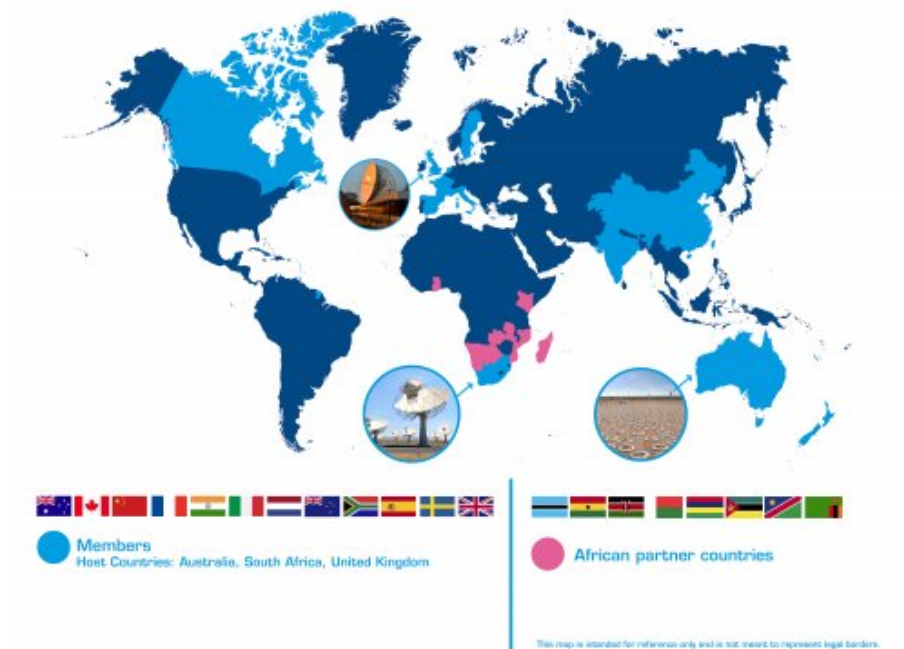 Members
Host Countries: Australia, South Africa, United Kingdom
African partner countries
This map is intended for reference only and is not meant to represent legal borders.